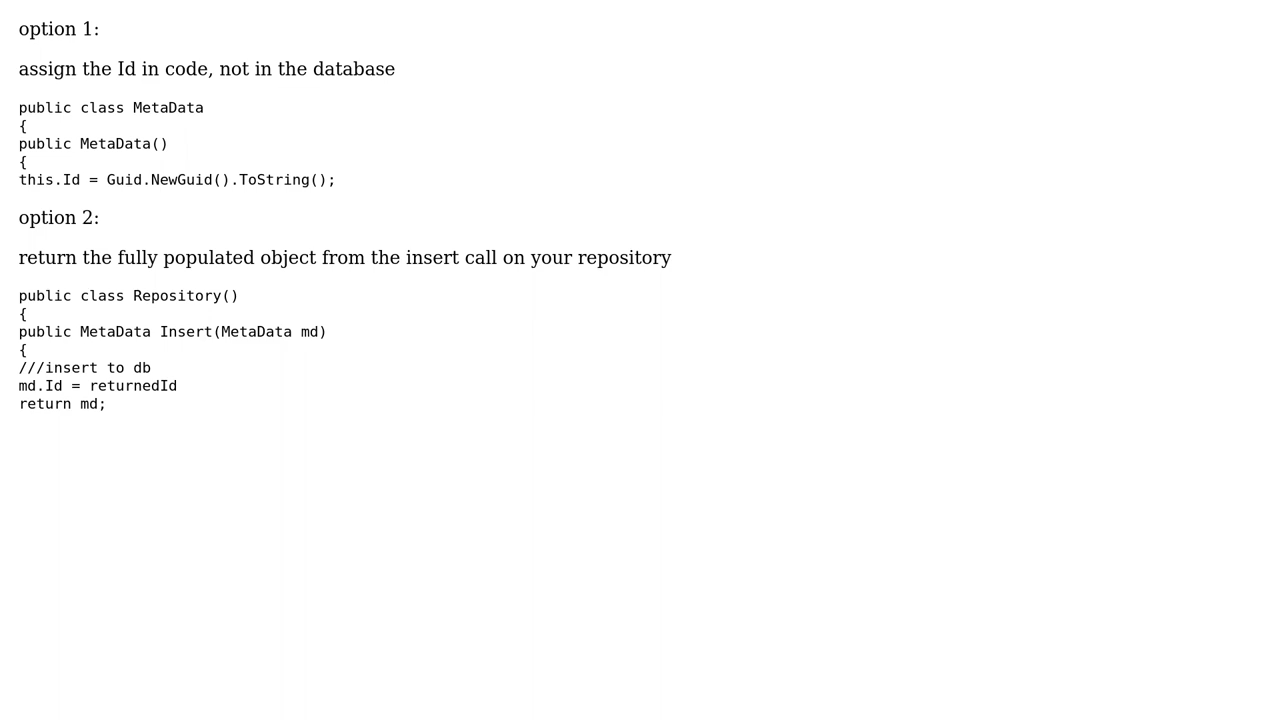 option 1:
assign the Id in code, not in the database
public class MetaData
{
public MetaData()
{
this.Id = Guid.NewGuid().ToString();
option 2:
return the fully populated object from the insert call on your repository
public class Repository()
{
public MetaData Insert(MetaData md)
{
///insert to db
md.Id = returnedId
return md;